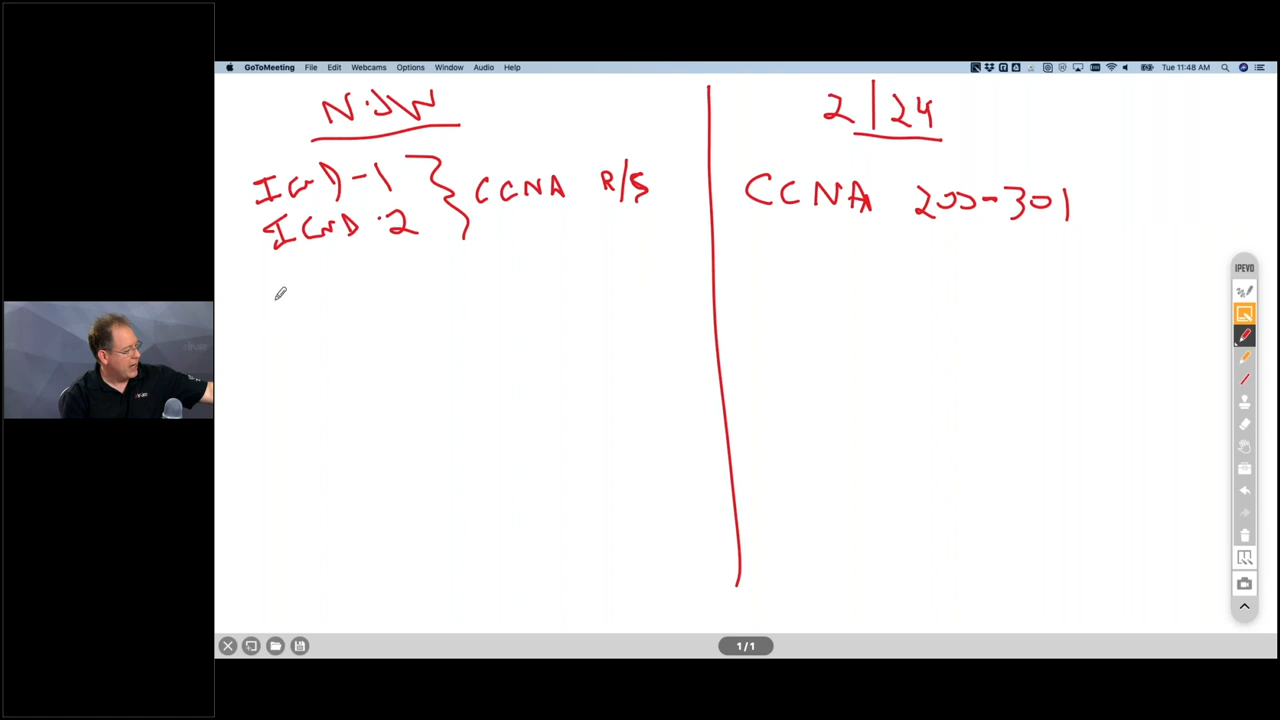 GoToMeeting File Edit Webcams Options Window Audio Help Tue 11:48 AM
NOW
2/24
ICND-1
ICND-2
CCNA R/S
CCNA 200-301
IPEVO
1/1